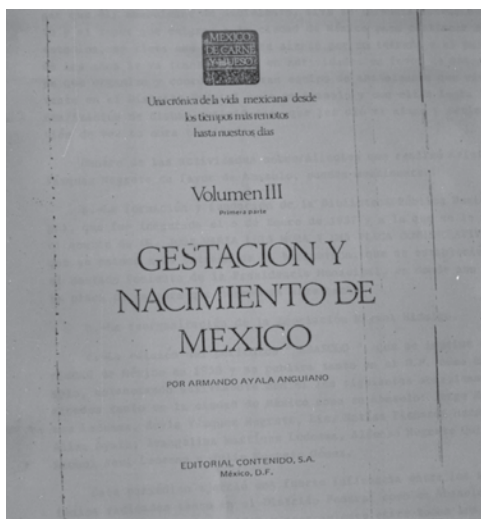 MEXICO
DE CARNE
Y HUESO
Una crónica de la vida mexicana desde
los tiempos más remotos
hasta nuestros días
Volumen III
Primera parte
GESTACION Y
NACIMIENTO DE
MEXICO
POR ARMANDO AYALA ANGUIANO
EDITORIAL CONTENIDO, S.A.
México, D.F.